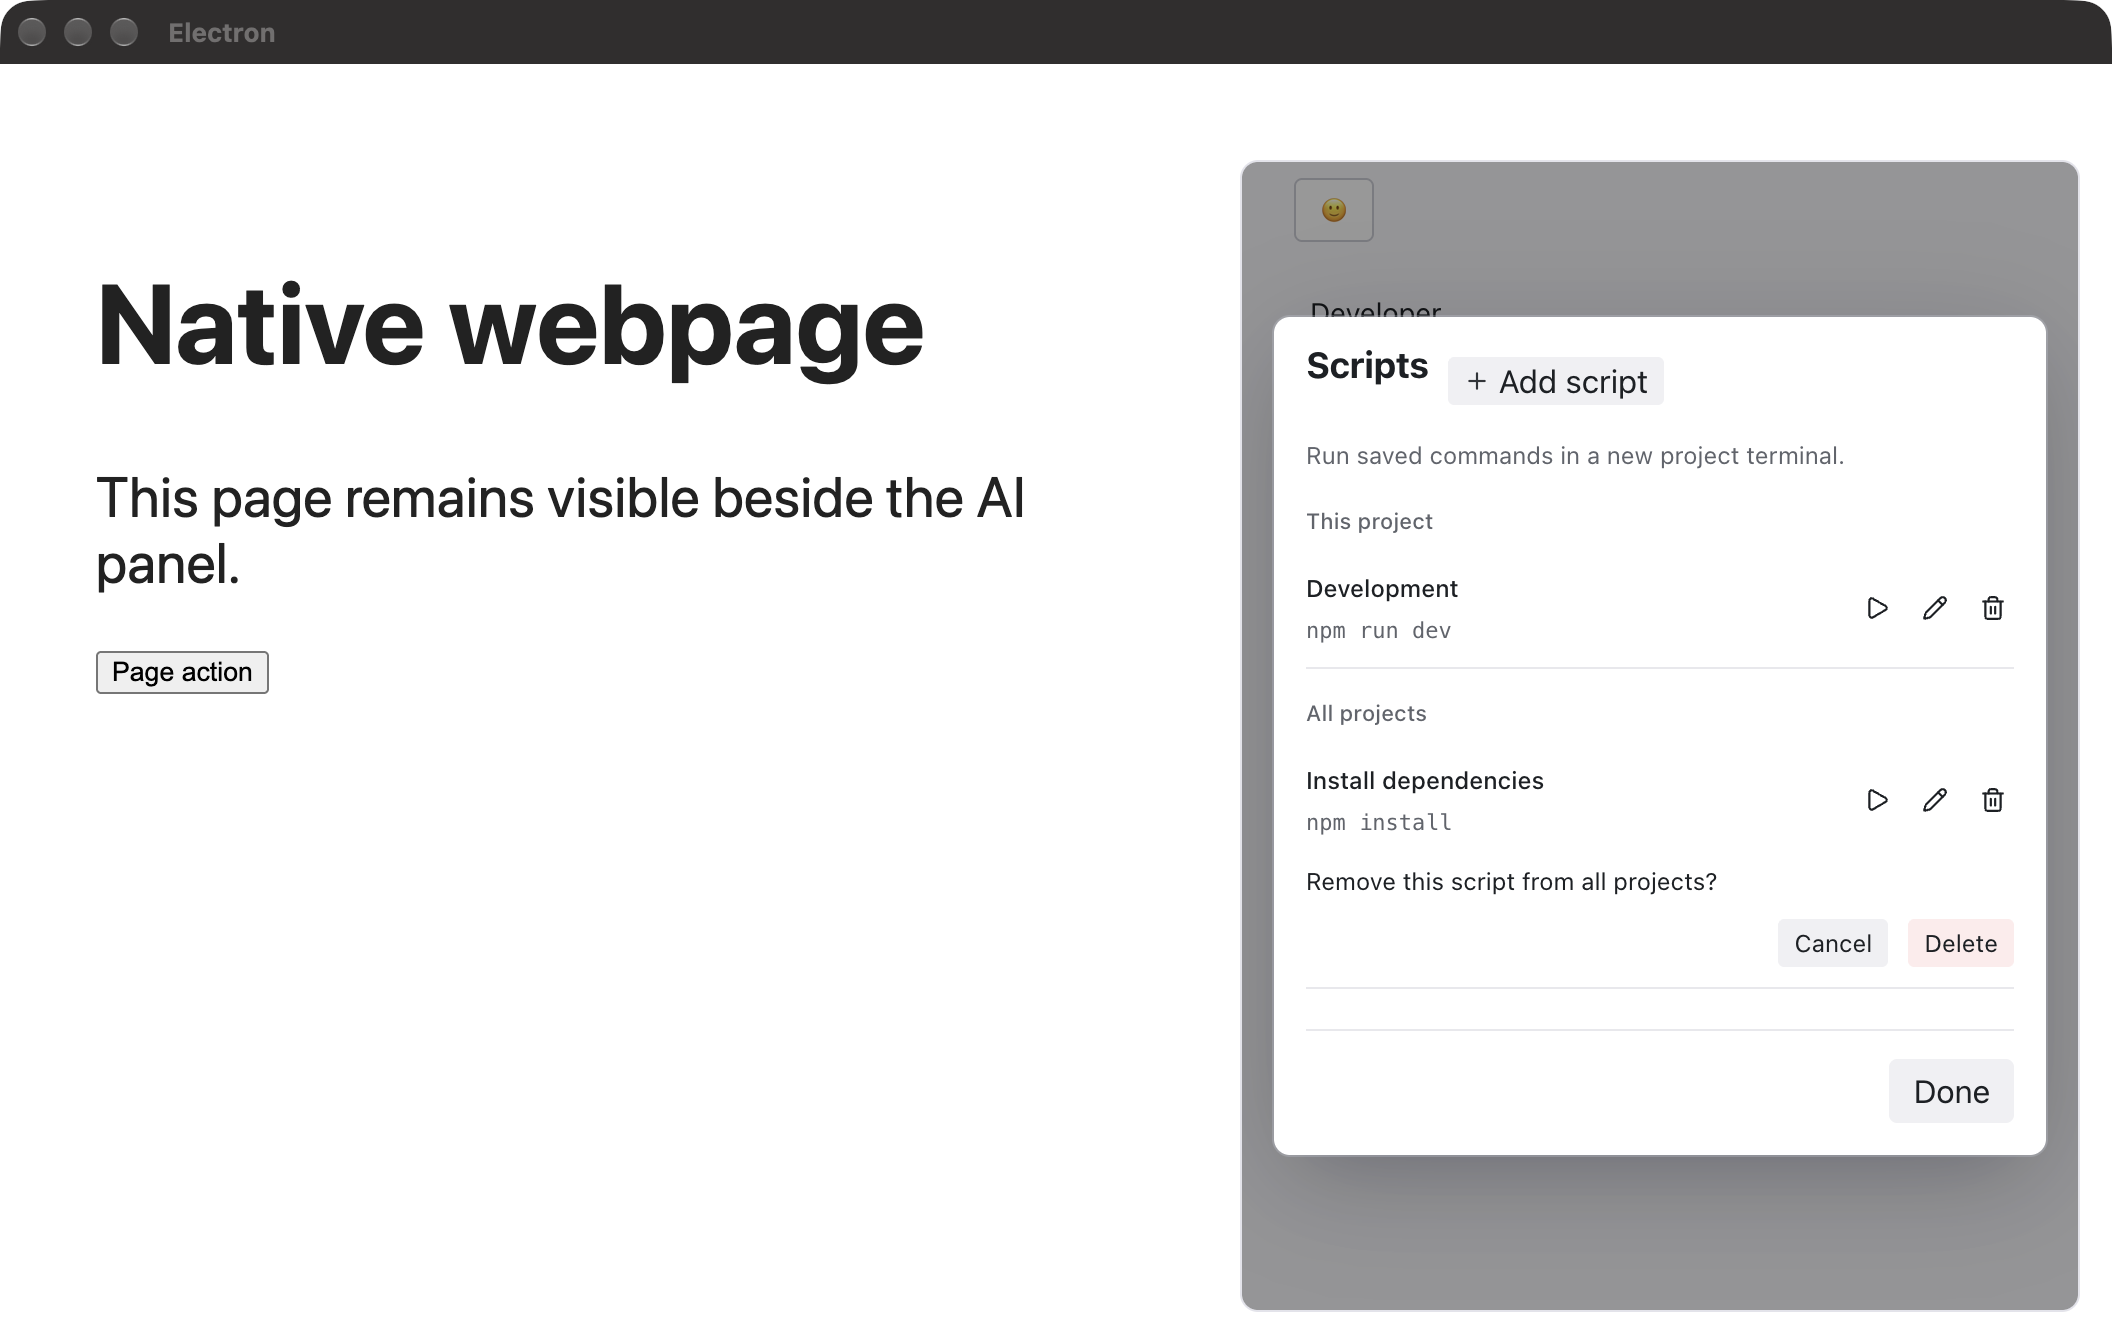 Electron
Native webpage
This page remains visible beside the AI
panel.
Page action
Developer
Scripts
+ Add script
Run saved commands in a new project terminal.
This project
Development
npm run dev
All projects
Install dependencies
npm install
Remove this script from all projects?
Cancel
Delete
Done